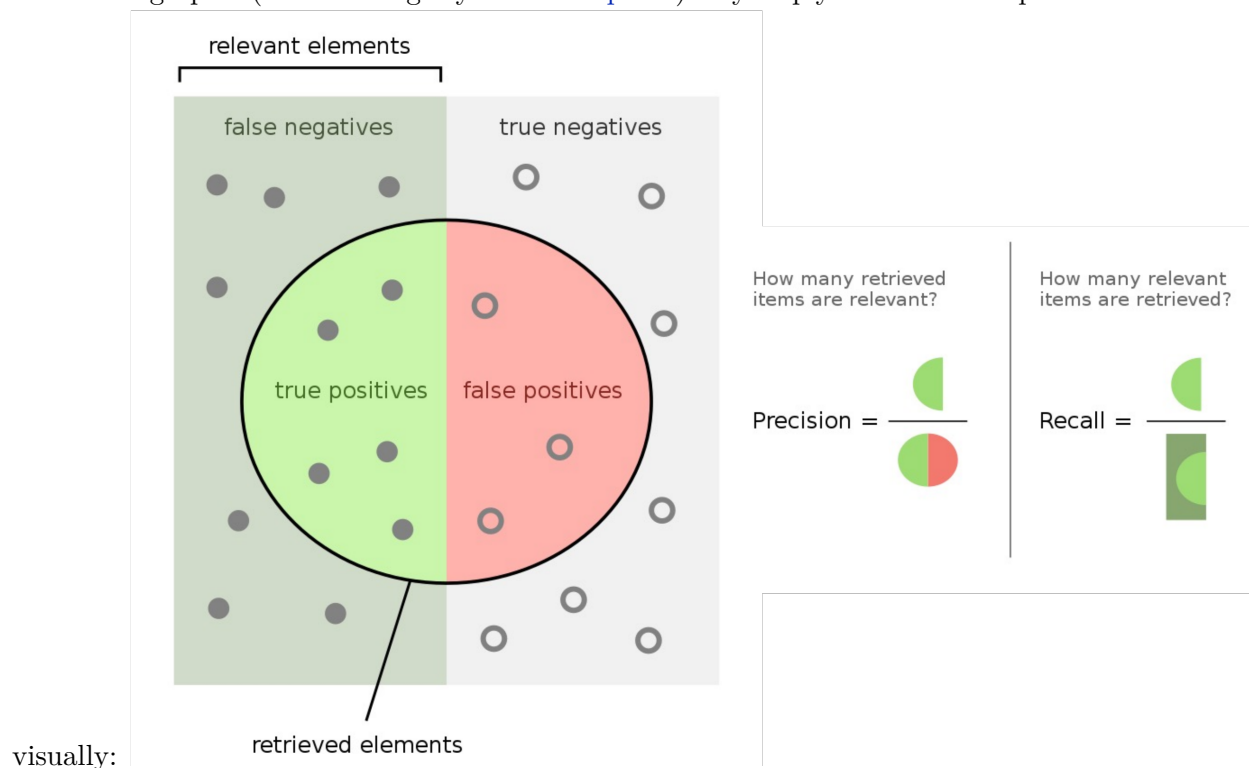 relevant elements
false negatives
true negatives
true positives
false positives
How many retrieved
items are relevant?
How many relevant
items are retrieved?
Precision =
Recall =
retrieved elements
visually: